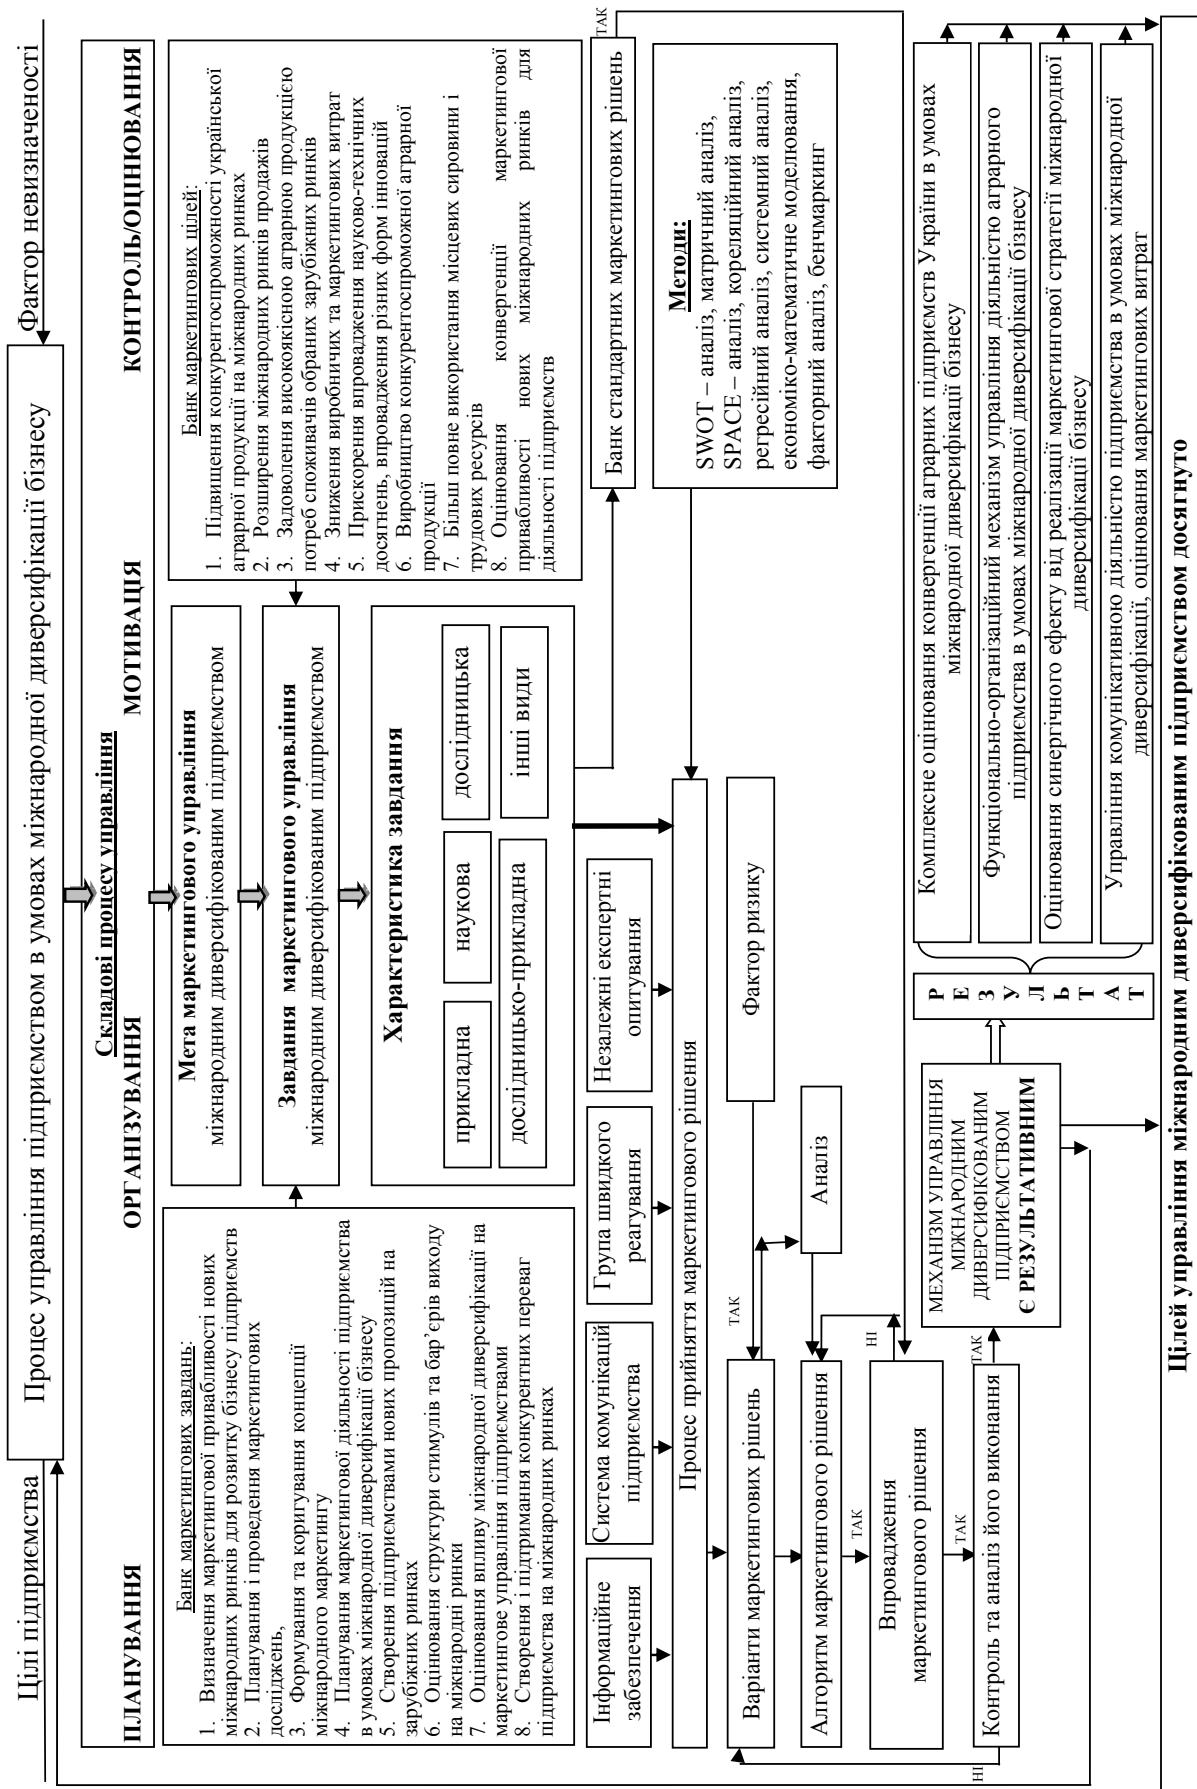 Цілі підприємства
Процес управління підприємством в умовах міжнародної диверсифікації бізнесу
Фактор невизначеності
Складові процесу управління
ПЛАНУВАННЯ ОРГАНІЗУВАННЯ МОТИВАЦІЯ КОНТРОЛЬ/ОЦІНЮВАННЯ
Банк маркетингових завдань:
1. Визначення маркетингової привабливості нових
міжнародних ринків для розвитку бізнесу підприємств
2. Планування і проведення маркетингових
досліджень,
3. Формування та коригування концепції
міжнародного маркетингу
4. Планування маркетингової діяльності підприємства
в умовах міжнародної диверсифікації бізнесу
5. Створення підприємствами нових пропозицій на
зарубіжних ринках
6. Оцінювання структури стимулів та бар’єрів виходу
на міжнародні ринки
7. Оцінювання впливу міжнародної диверсифікації на
маркетингове управління підприємствами
8. Створення і підтримання конкурентних переваг
підприємства на міжнародних ринках
Мета маркетингового управління
міжнародним диверсифікованим підприємством
Завдання маркетингового управління
міжнародним диверсифікованим підприємством
Характеристика завдання
прикладна
наукова
дослідницька
дослідницько-прикладна
інші види
Банк маркетингових цілей:
1. Підвищення конкурентоспроможності української
аграрної продукції на міжнародних ринках
2. Розширення міжнародних ринків продажів
3. Задоволення високоякісною аграрною продукцією
потреб споживачів обраних зарубіжних ринків
4. Зниження виробничих та маркетингових витрат
5. Прискорення впровадження науково-технічних
досягнень, впровадження різних форм інновацій
6. Виробництво конкурентоспроможної аграрної
продукції
7. Більш повне використання місцевих сировини і
трудових ресурсів
8. Оцінювання конвергенції маркетингової
привабливості нових міжнародних ринків для
діяльності підприємств
Інформаційне
забезпечення
Система комунікацій
підприємства
Група швидкого
реагування
Незалежні експертні
опитування
Банк стандартних маркетингових рішень
ТАК
Методи:
SWOT – аналіз, матричний аналіз,
SPACE – аналіз, кореляційний аналіз,
регресійний аналіз, системний аналіз,
економіко-математичне моделювання,
факторний аналіз, бенчмаркинг
Процес прийняття маркетингового рішення
Варіанти маркетингових рішень
ТАК
Фактор ризику
Алгоритм маркетингового рішення
Аналіз
ТАК
НІ
Впровадження
маркетингового рішення
ТАК
Контроль та аналіз його виконання
НІ
ТАК
МЕХАНІЗМ УПРАВЛІННЯ
МІЖНАРОДНИМ
ДИВЕРСИФІКОВАНИМ
ПІДПРИЄМСТВОМ
Є РЕЗУЛЬТАТИВНИМ
Р
Е
З
У
Л
Ь
Т
А
Т
Комплексне оцінювання конвергенції аграрних підприємств України в умовах
міжнародної диверсифікації бізнесу
Функціонально-організаційний механізм управління діяльністю аграрного
підприємства в умовах міжнародної диверсифікації бізнесу
Оцінювання синергічного ефекту від реалізації маркетингової стратегії міжнародної
диверсифікації бізнесу
Управління комунікативною діяльністю підприємства в умовах міжнародної
диверсифікації, оцінювання маркетингових витрат
Цілей управління міжнародним диверсифікованим підприємством досягнуто